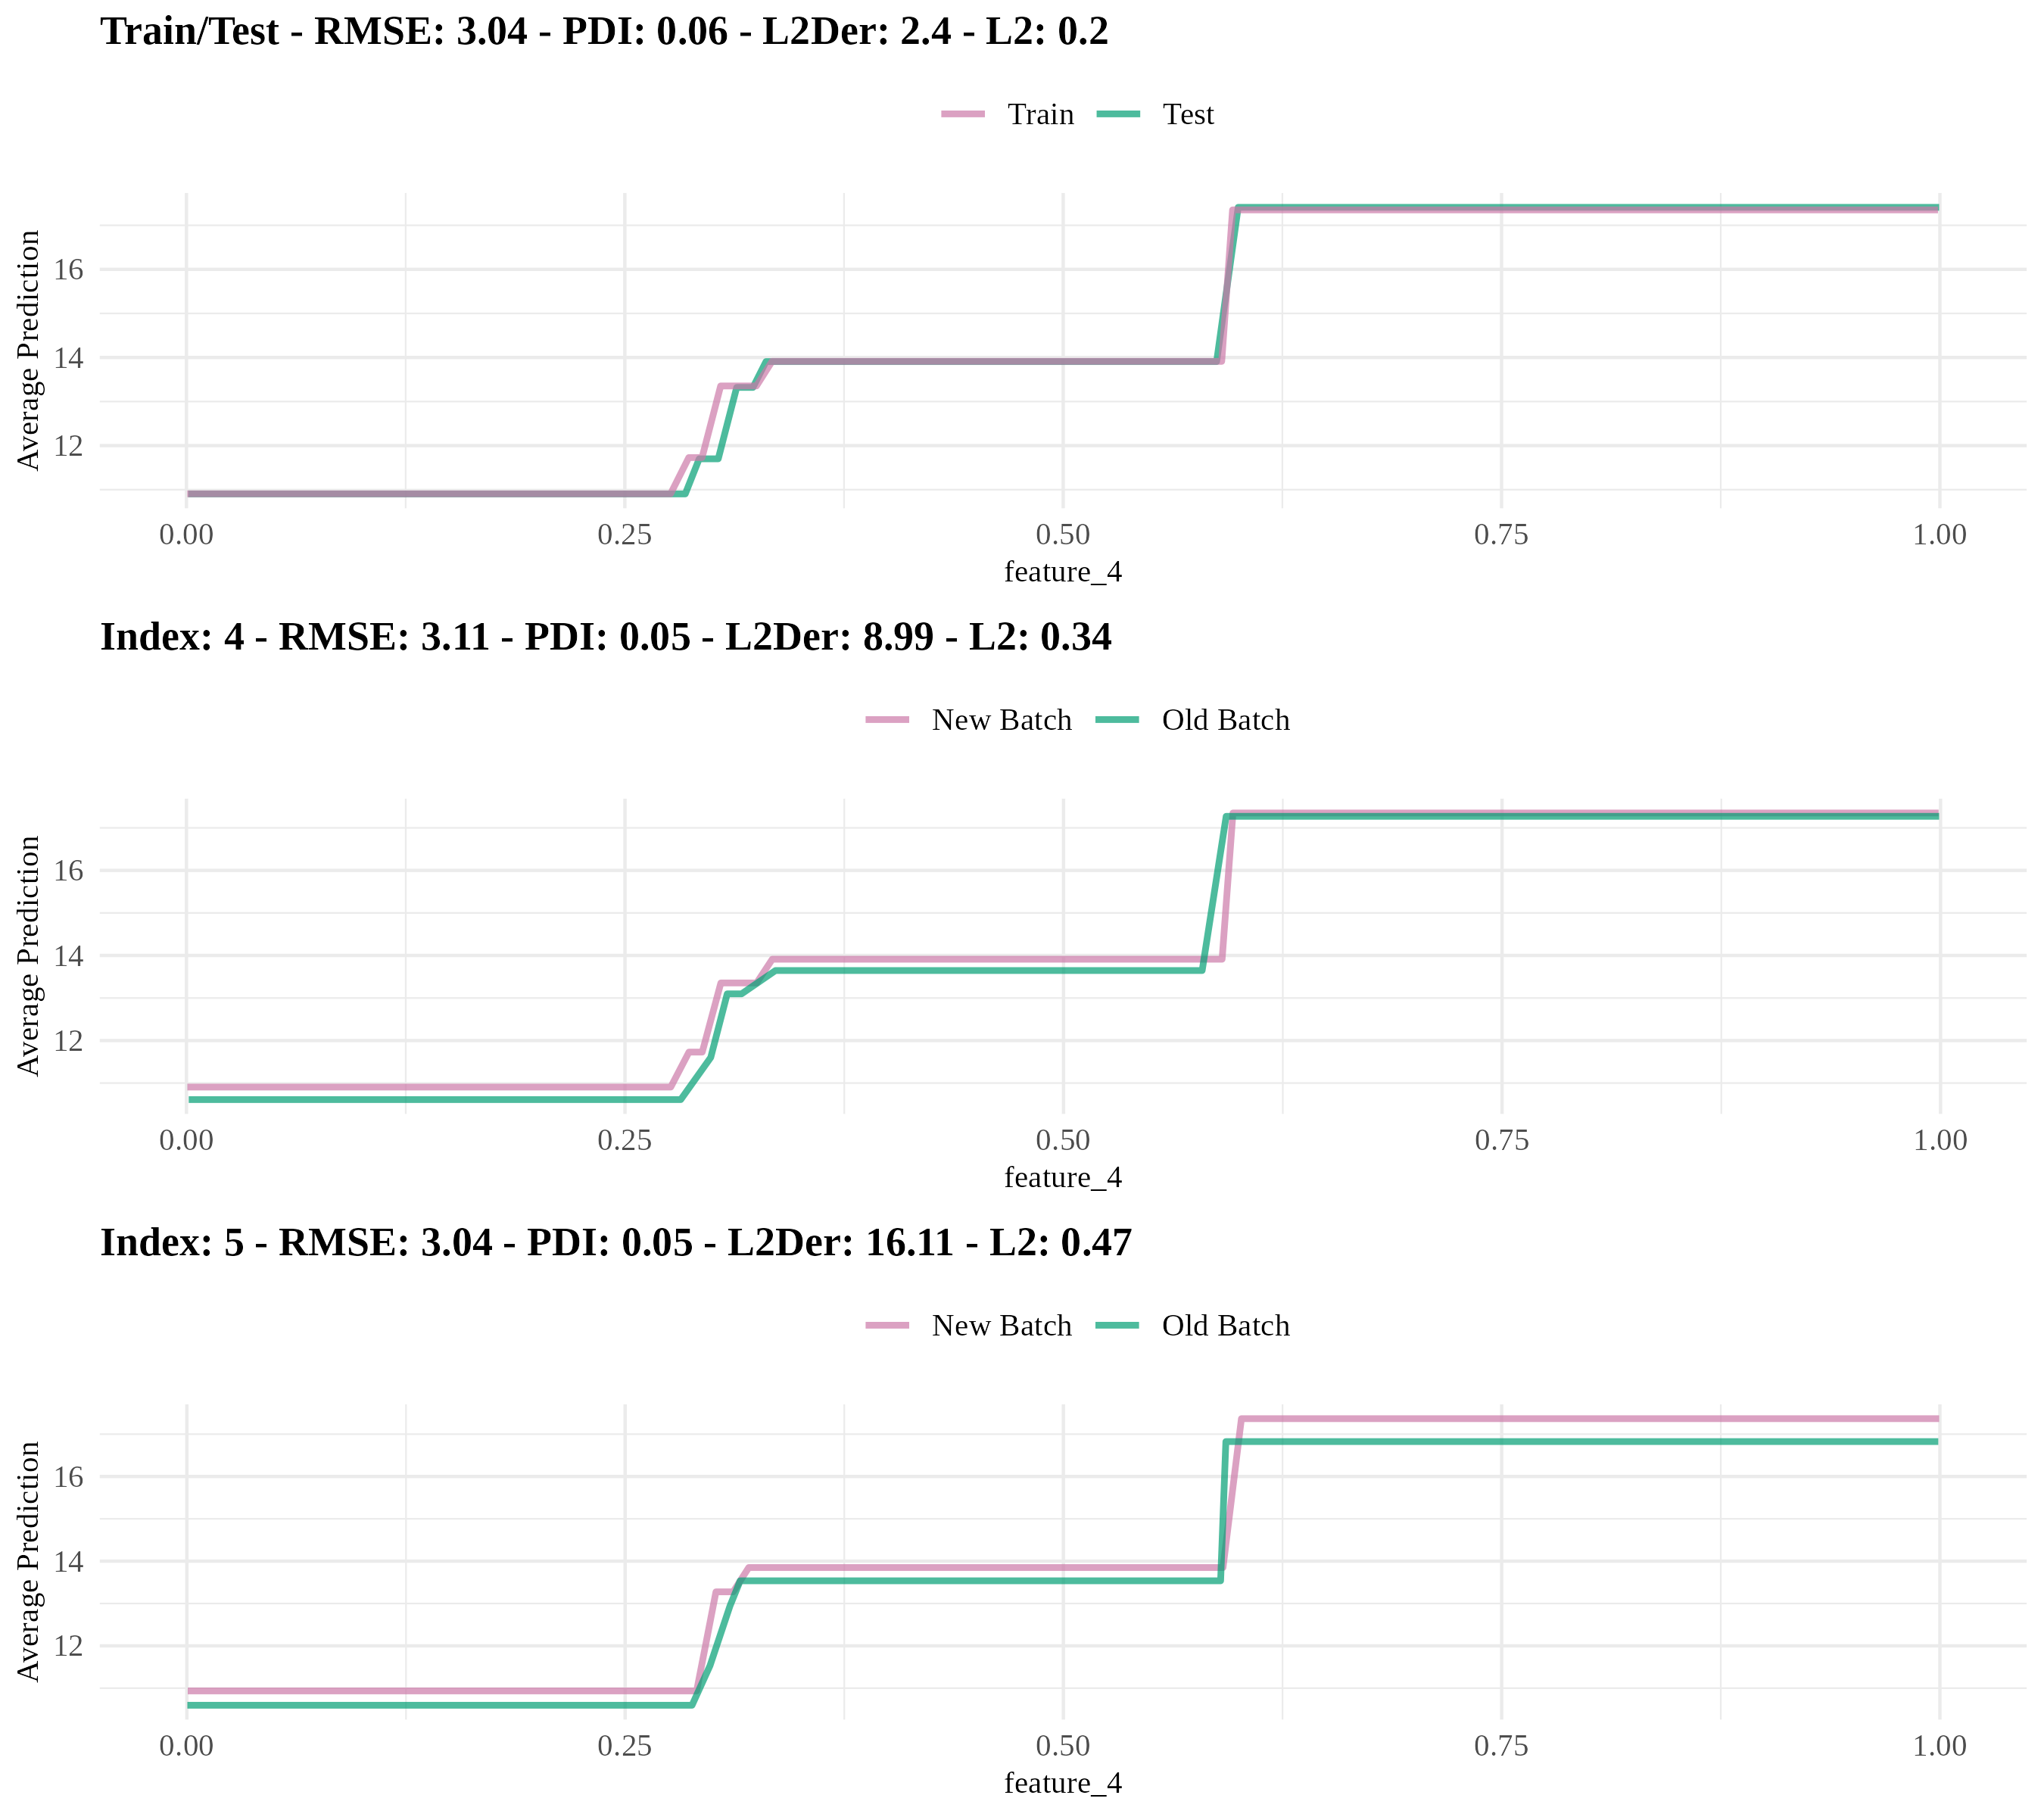 Train/Test - RMSE: 3.04 - PDI: 0.06 - L2Der: 2.4 - L2: 0.2
Train Test
Average Prediction
16
14
12
0.00 0.25 0.50 0.75 1.00
feature_4
Index: 4 - RMSE: 3.11 - PDI: 0.05 - L2Der: 8.99 - L2: 0.34
New Batch Old Batch
Average Prediction
16
14
12
0.00 0.25 0.50 0.75 1.00
feature_4
Index: 5 - RMSE: 3.04 - PDI: 0.05 - L2Der: 16.11 - L2: 0.47
New Batch Old Batch
Average Prediction
16
14
12
0.00 0.25 0.50 0.75 1.00
feature_4